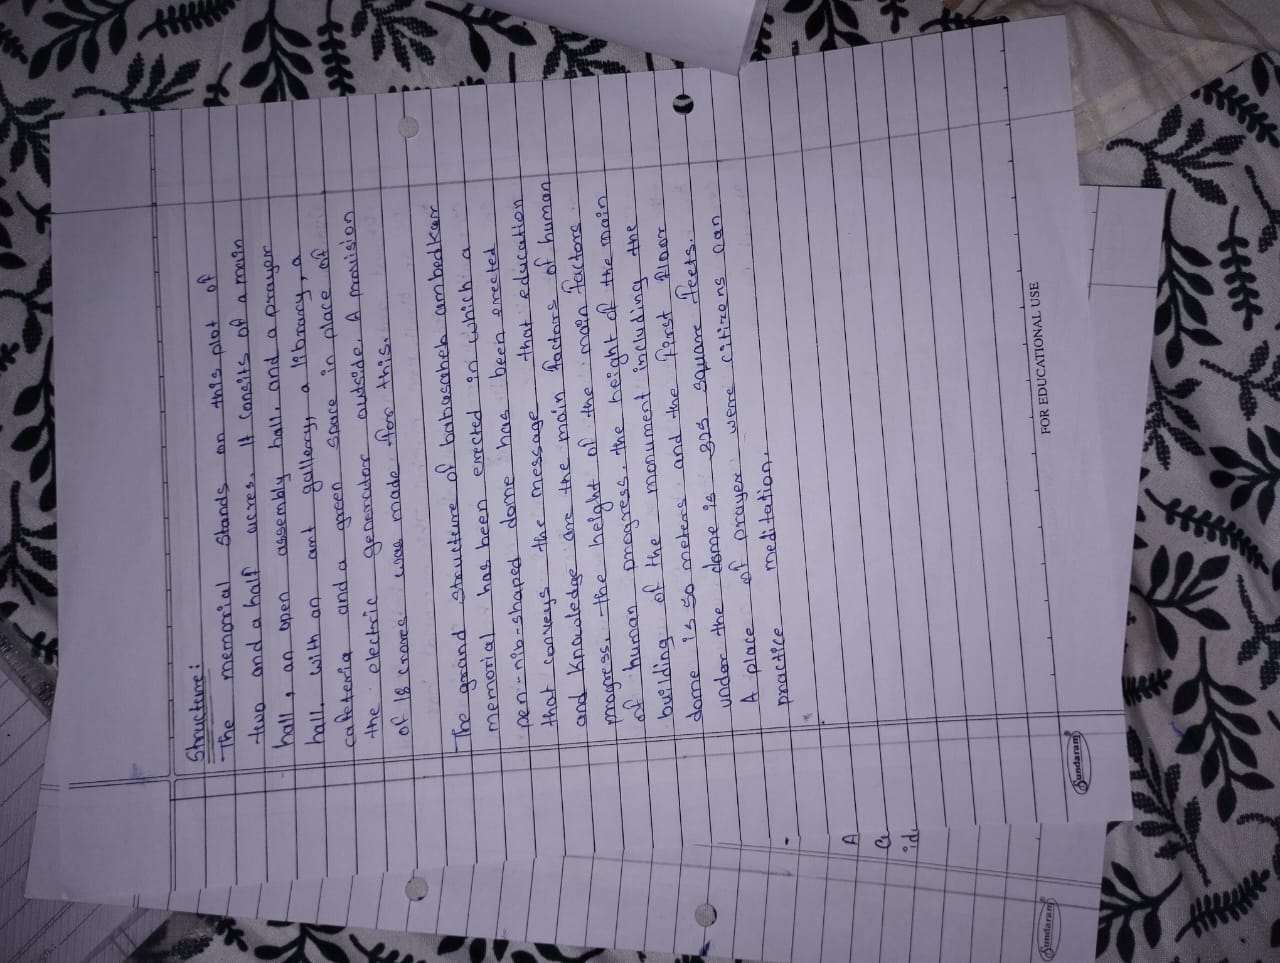 Structure:
The memorial stands on this plot of
two and a half acres. It consits of a main
hall, an open assembly hall, and a prayer
hall, with an art gallery, a library, a
cafeteria and a green space in place of
the electric generator outside. A provision
of 18 crores was made for this.
The grand structure of babasaheb ambedkar
memorial has been erected in which a
pen-nib-shaped dome has been erected
that conveys the message that education
and knowledge are the main factors of human
progress. the height of the main factors
of human progress. the height of the main
building of the monument including the
dome is 50 meters and the first floor
under the dome is 325 square feets.
A place of prayer were citizens can
practice meditation.
A
id
FOR EDUCATIONAL USE
Sundaram
Sundaram